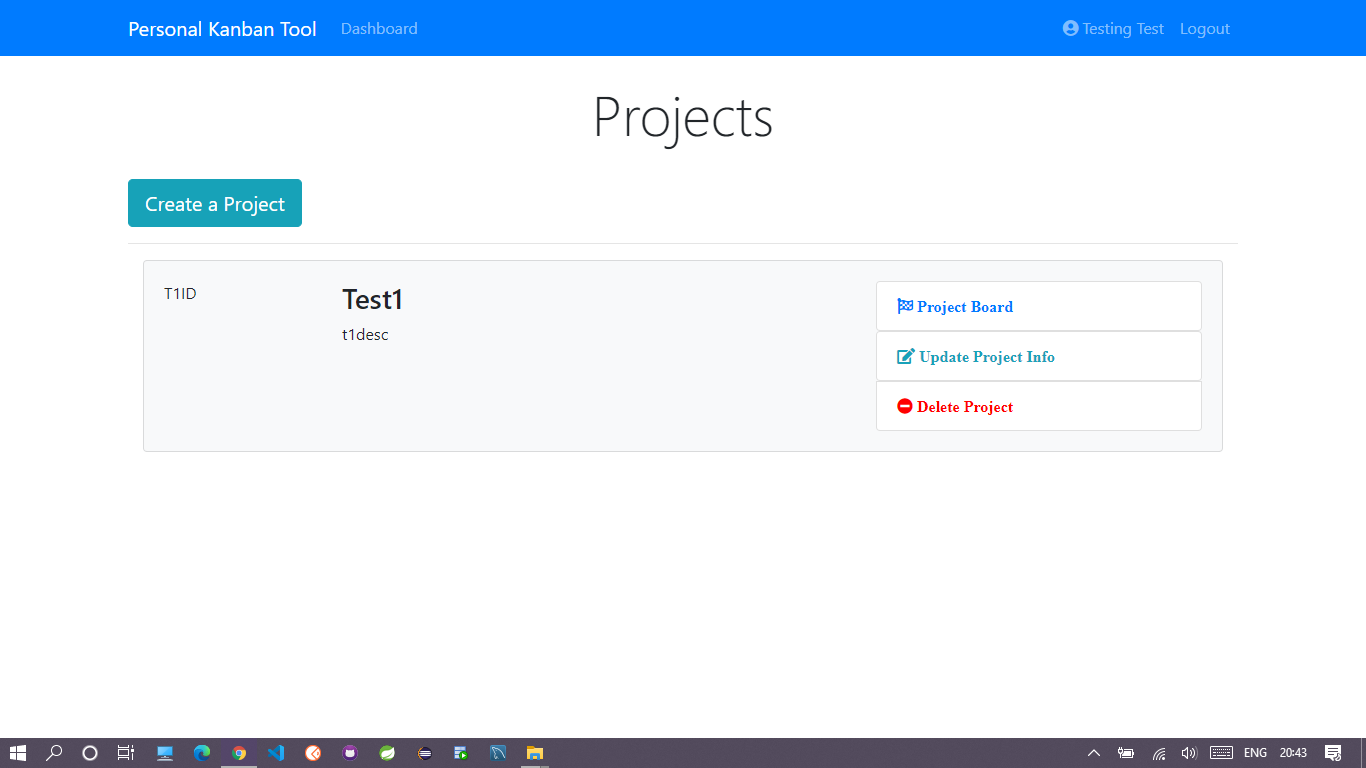 Personal Kanban Tool Dashboard Testing Test Logout
Projects
Create a Project
T1ID
Test1
t1desc
Project Board
Update Project Info
Delete Project
ENG 20:43